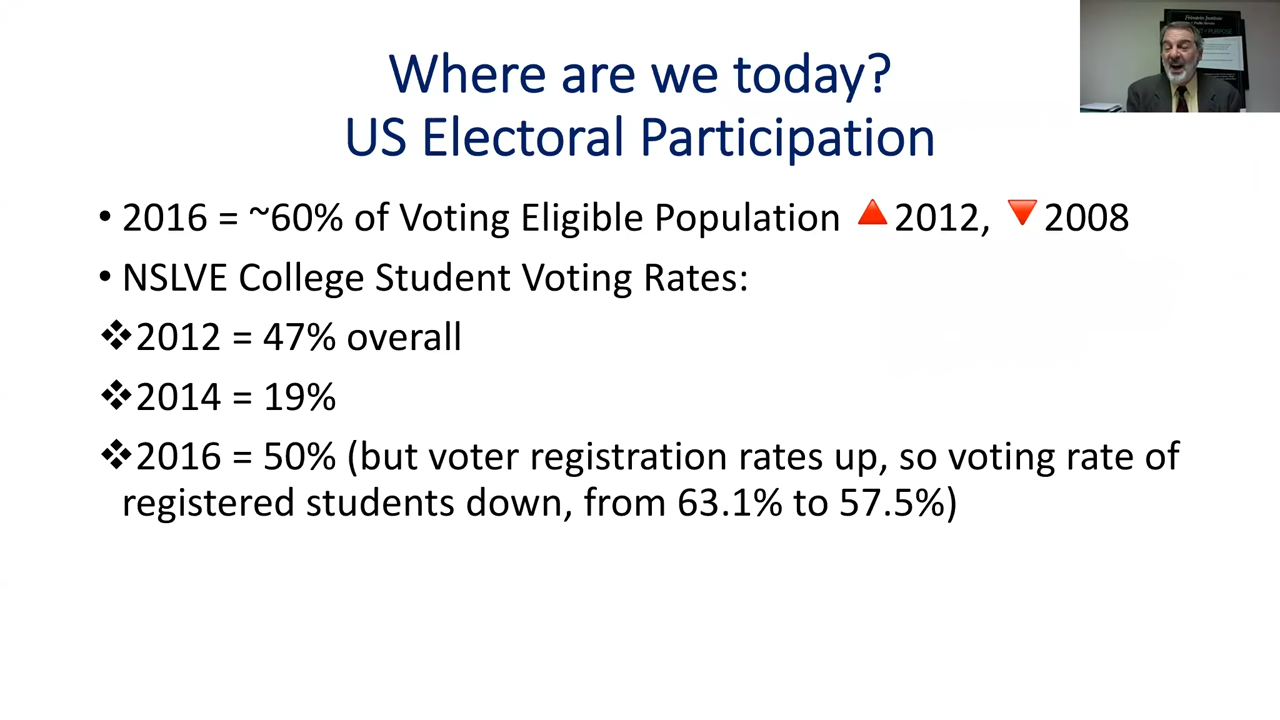 Where are we today?
US Electoral Participation
• 2016 = ~60% of Voting Eligible Population 🔺2012, 🔻2008
• NSLVE College Student Voting Rates:
❖2012 = 47% overall
❖2014 = 19%
❖2016 = 50% (but voter registration rates up, so voting rate of
registered students down, from 63.1% to 57.5%)
Feinstein Institute